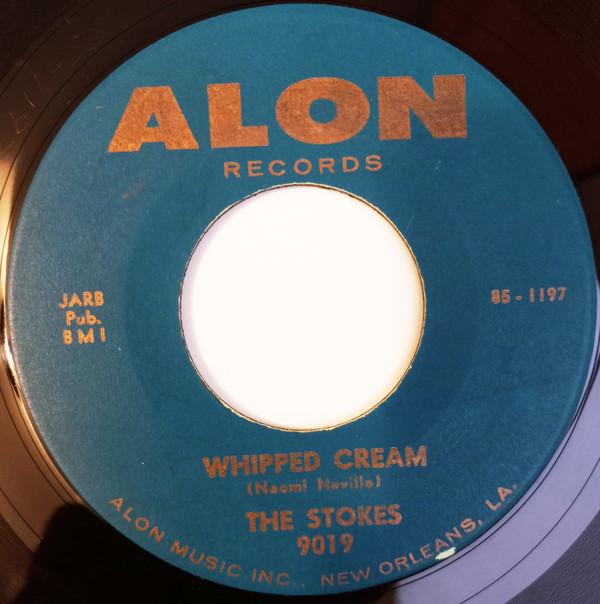 ALON
RECORDS
JARB
Pub.
BMI
85-1197
WHIPPED CREAM
(Naomi Neville)
THE STOKES
9019
ALON MUSIC INC., NEW ORLEANS, LA.